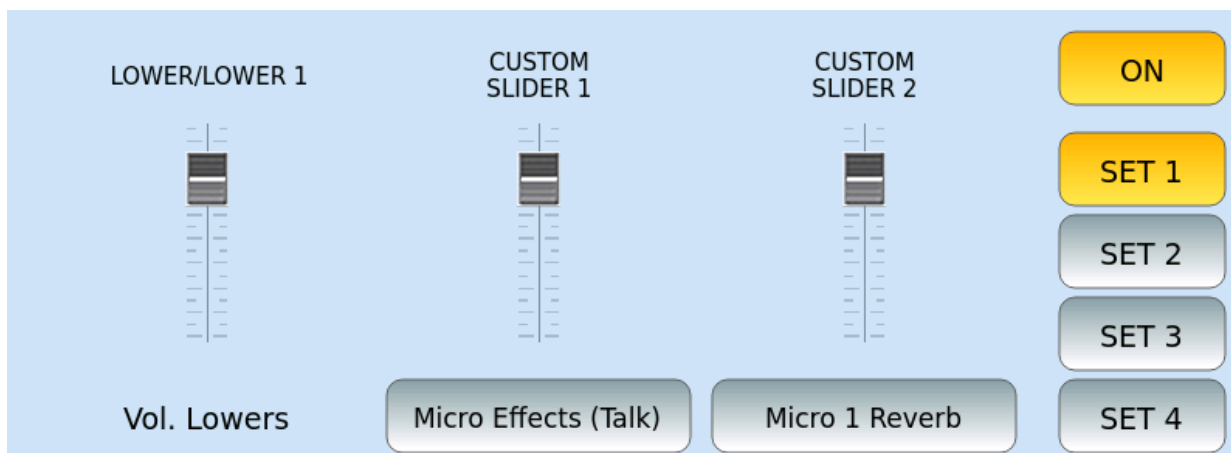 LOWER/LOWER 1
CUSTOM
SLIDER 1
CUSTOM
SLIDER 2
ON
SET 1
SET 2
SET 3
SET 4
Vol. Lowers
Micro Effects (Talk)
Micro 1 Reverb